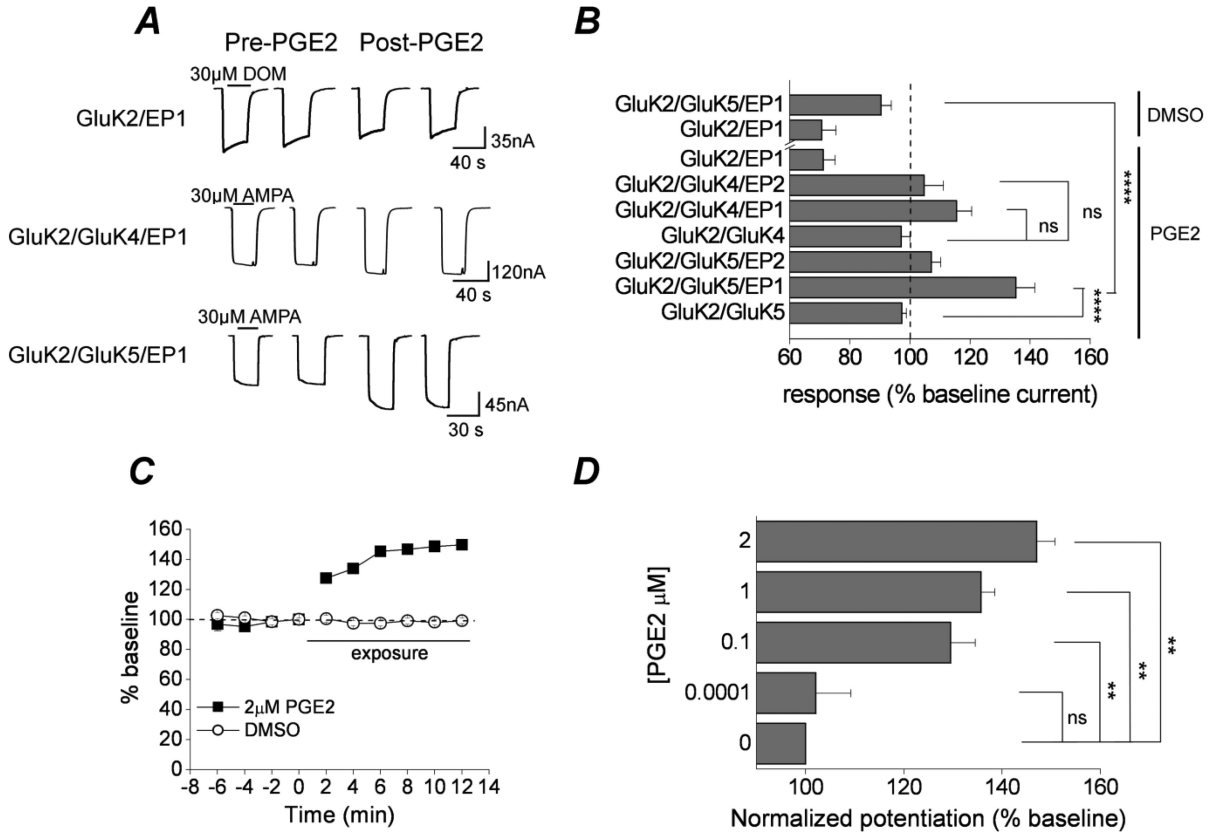 A
Pre-PGE2 Post-PGE2
30µM DOM
GluK2/EP1
35nA
40 s
30µM AMPA
GluK2/GluK4/EP1
120nA
40 s
30µM AMPA
GluK2/GluK5/EP1
45nA
30 s
B
GluK2/GluK5/EP1
GluK2/EP1
GluK2/EP1
GluK2/GluK4/EP2
GluK2/GluK4/EP1
GluK2/GluK4
GluK2/GluK5/EP2
GluK2/GluK5/EP1
GluK2/GluK5
DMSO
PGE2
ns
ns
****
****
60 80 100 120 140 160
response (% baseline current)
C
% baseline
160
140
120
100
80
60
40
20
0
exposure
2µM PGE2
DMSO
-8 -6 -4 -2 0 2 4 6 8 10 12 14
Time (min)
D
[PGE2 µM]
2
1
0.1
0.0001
0
ns
**
**
**
100 120 140 160
Normalized potentiation (% baseline)